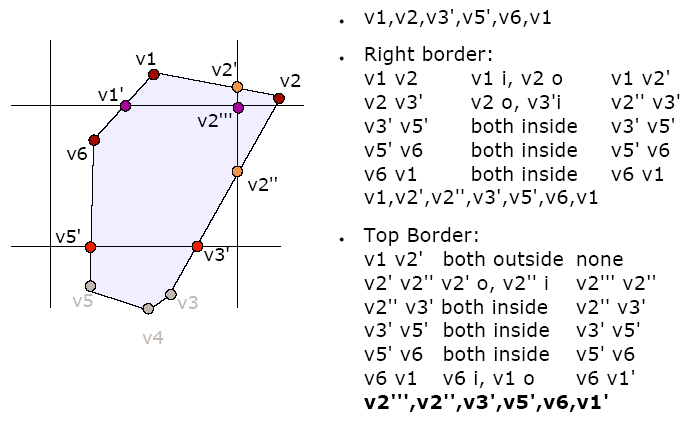 v1
v2'
v2
v1'
v2'''
v6
v2''
v5'
v3'
v5
v3
v4
• v1,v2,v3',v5',v6,v1
• Right border:
v1 v2 v1 i, v2 o v1 v2'
v2 v3' v2 o, v3'i v2'' v3'
v3' v5' both inside v3' v5'
v5' v6 both inside v5' v6
v6 v1 both inside v6 v1
v1,v2',v2'',v3',v5',v6,v1
• Top Border:
v1 v2' both outside none
v2' v2'' v2' o, v2'' i v2''' v2''
v2'' v3' both inside v2'' v3'
v3' v5' both inside v3' v5'
v5' v6 both inside v5' v6
v6 v1 v6 i, v1 o v6 v1'
v2''',v2'',v3',v5',v6,v1'